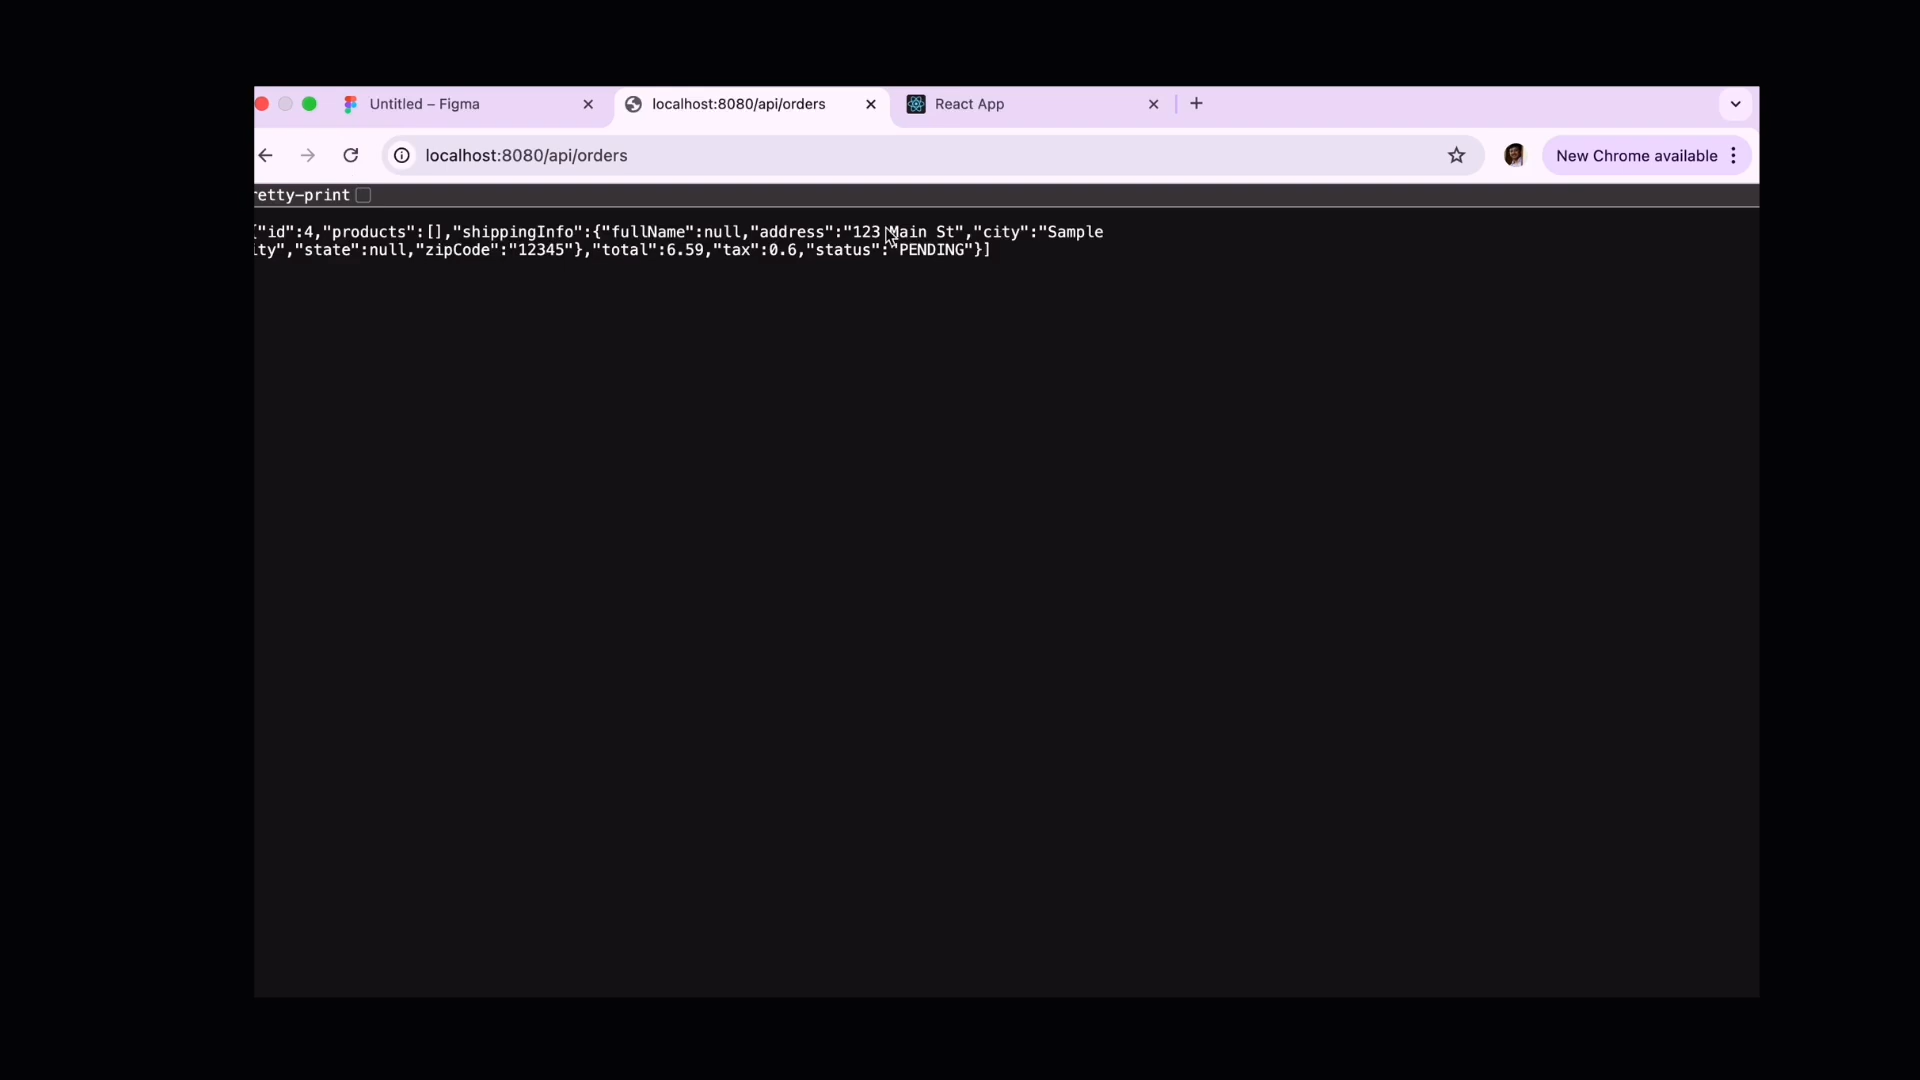 Untitled – Figma
localhost:8080/api/orders
React App
localhost:8080/api/orders
New Chrome available
retty-print
{"id":4,"products":[],"shippingInfo":{"fullName":null,"address":"123 Main St","city":"Sample
ity","state":null,"zipCode":"12345"},"total":6.59,"tax":0.6,"status":"PENDING"}]